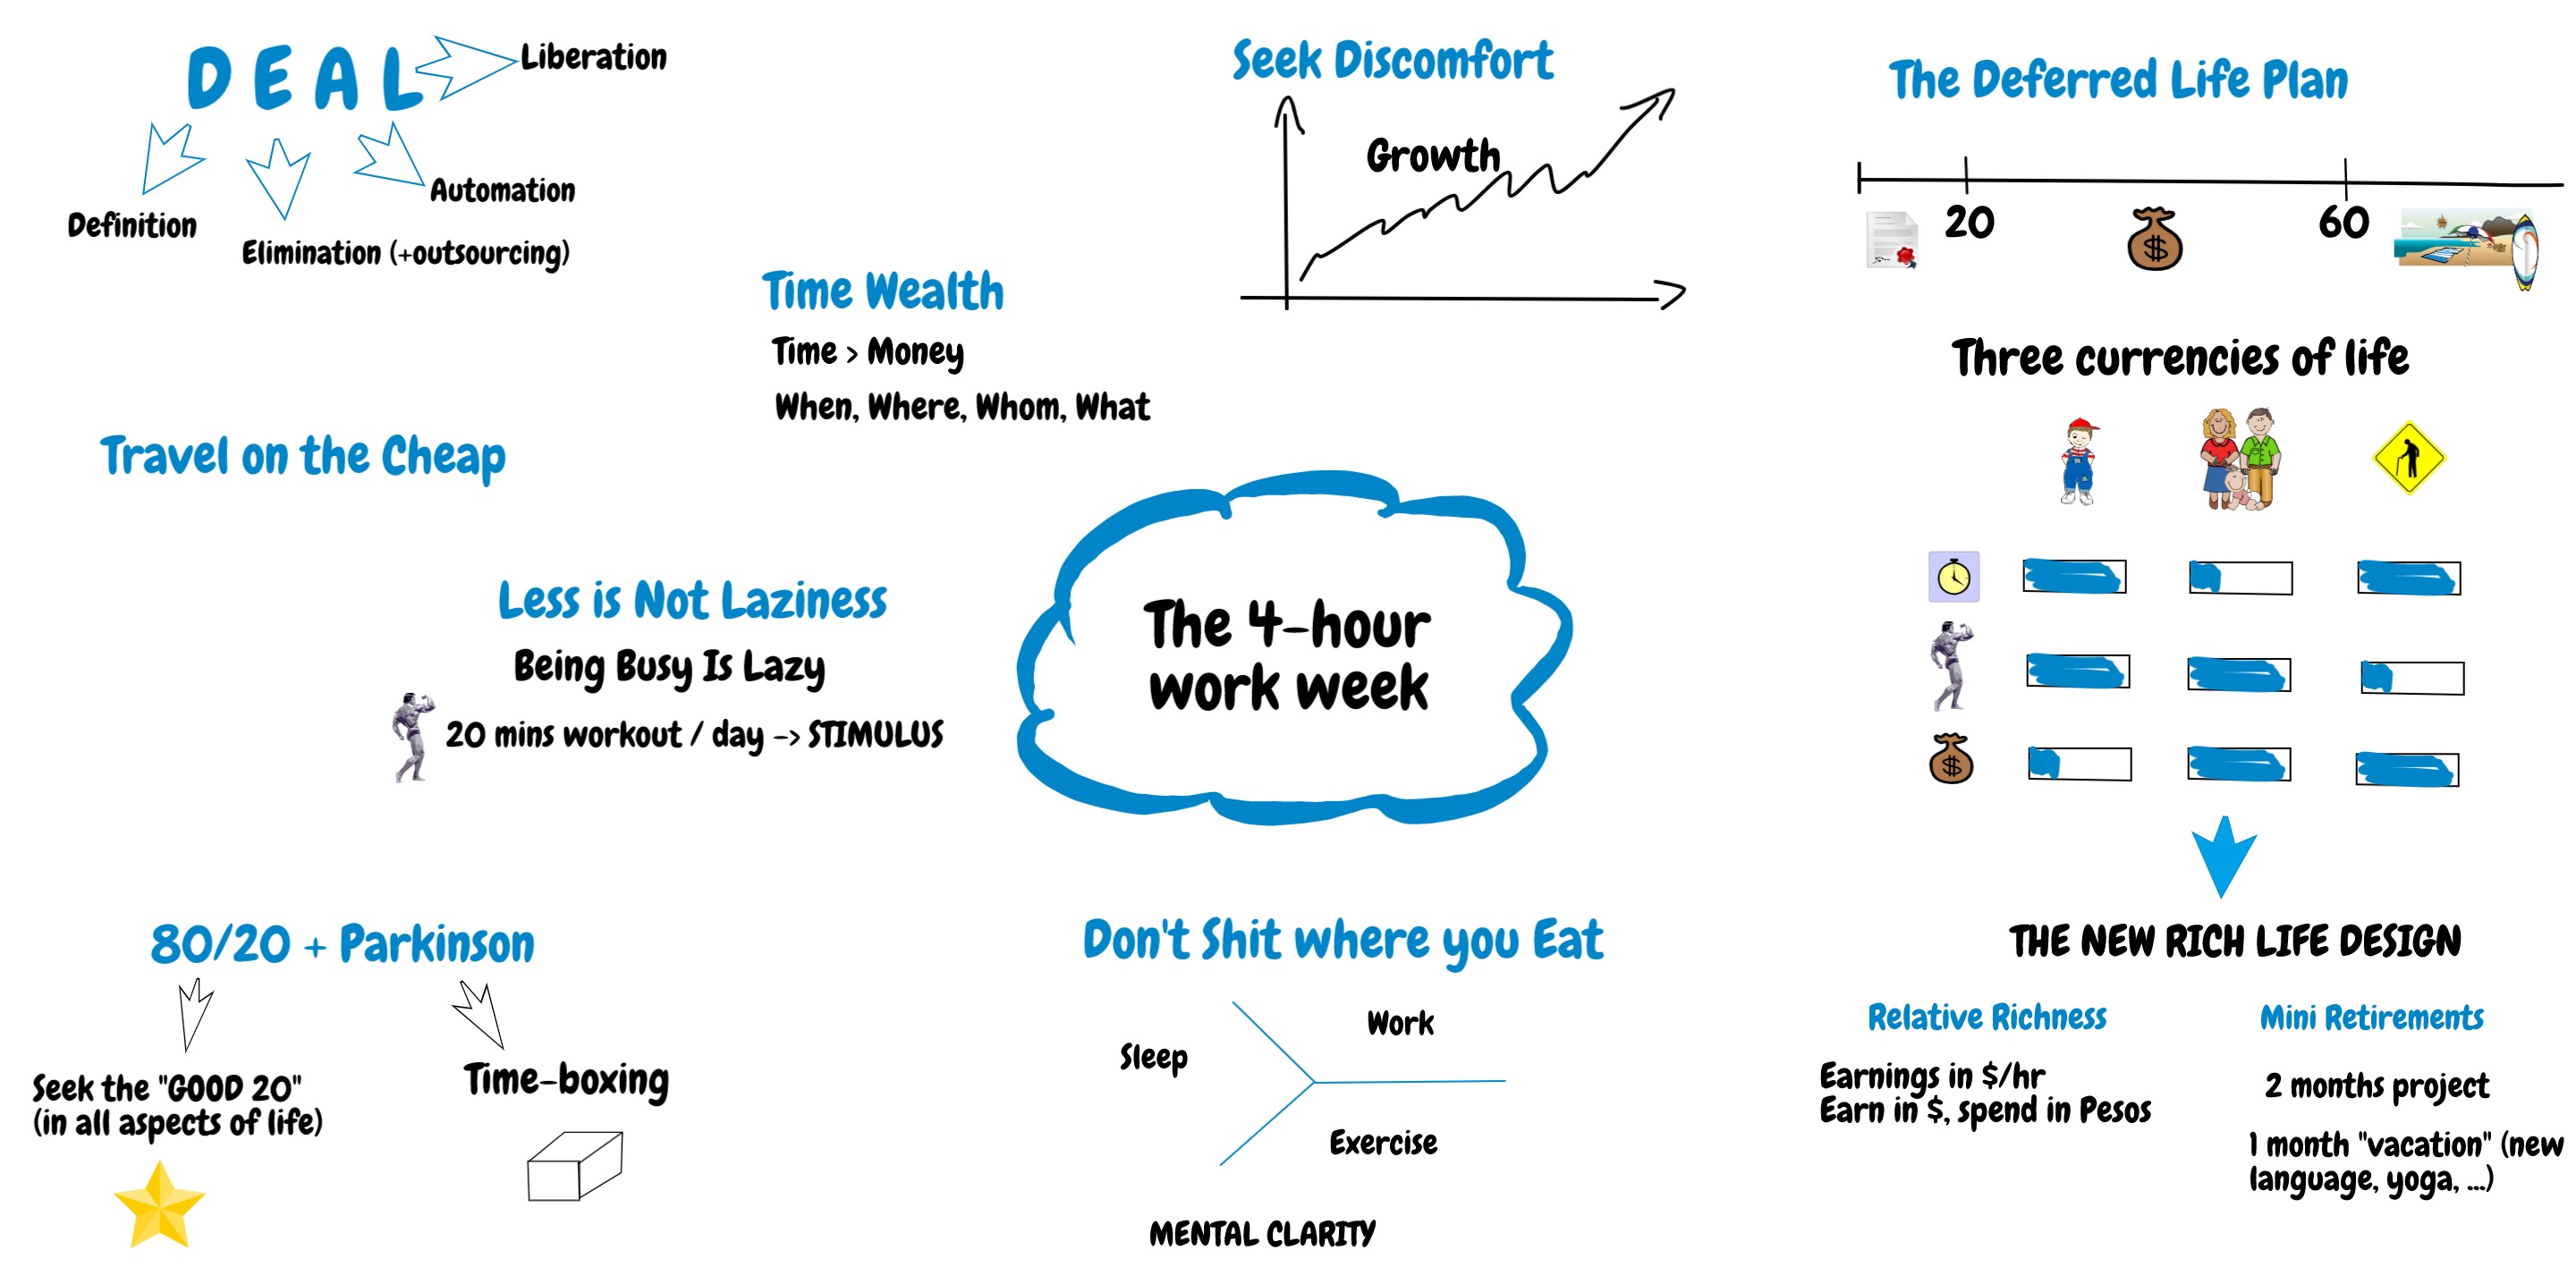 D E A L
Liberation
Definition
Elimination (+outsourcing)
Automation
Time Wealth
Time > Money
When, Where, Whom, What
Seek Discomfort
Growth
The Deferred Life Plan
20
60
$
Three currencies of life
$
THE NEW RICH LIFE DESIGN
Relative Richness
Earnings in $/hr
Earn in $, spend in Pesos
Mini Retirements
2 months project
1 month "vacation" (new
language, yoga, ...)
Travel on the Cheap
Less is Not Laziness
Being Busy Is Lazy
20 mins workout / day -> STIMULUS
The 4-hour
work week
80/20 + Parkinson
Seek the "GOOD 20"
(in all aspects of life)
Time-boxing
Don't Shit where you Eat
Sleep
Work
Exercise
MENTAL CLARITY